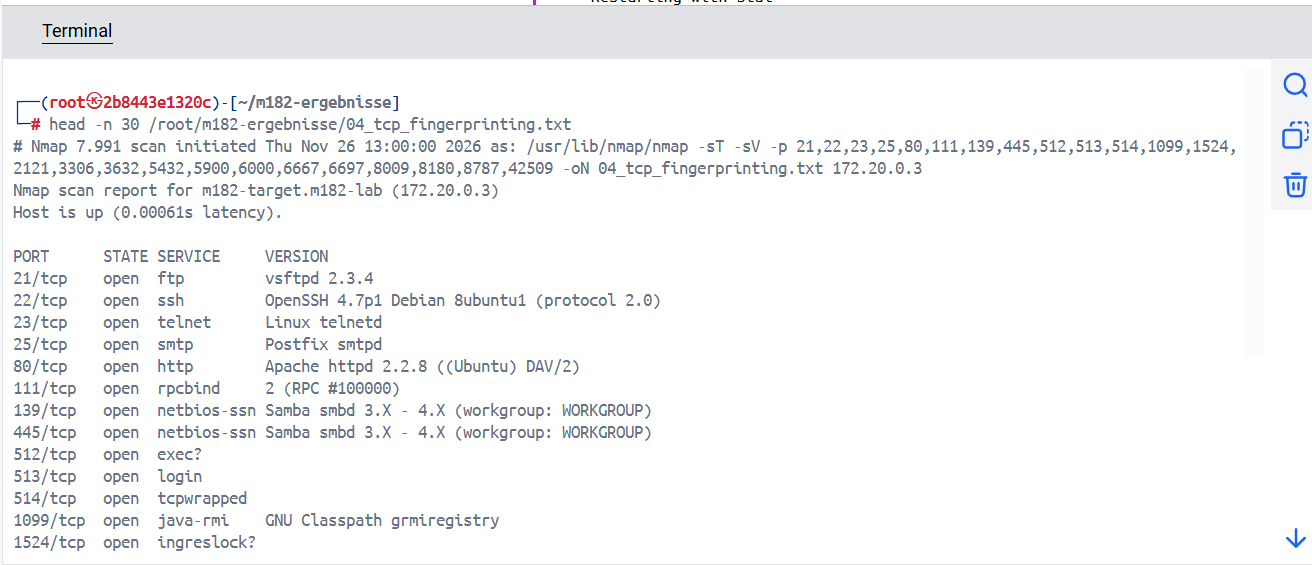 Restarting with stat
Terminal
(root㉿2b8443e1320c)-[~/m182-ergebnisse]
# head -n 30 /root/m182-ergebnisse/04_tcp_fingerprinting.txt
# Nmap 7.991 scan initiated Thu Nov 26 13:00:00 2026 as: /usr/lib/nmap/nmap -sT -sV -p 21,22,23,25,80,111,139,445,512,513,514,1099,1524,
2121,3306,3632,5432,5900,6000,6667,6697,8009,8180,8787,42509 -oN 04_tcp_fingerprinting.txt 172.20.0.3
Nmap scan report for m182-target.m182-lab (172.20.0.3)
Host is up (0.00061s latency).
PORT     STATE SERVICE     VERSION
21/tcp   open  ftp         vsftpd 2.3.4
22/tcp   open  ssh         OpenSSH 4.7p1 Debian 8ubuntu1 (protocol 2.0)
23/tcp   open  telnet      Linux telnetd
25/tcp   open  smtp        Postfix smtpd
80/tcp   open  http        Apache httpd 2.2.8 ((Ubuntu) DAV/2)
111/tcp  open  rpcbind     2 (RPC #100000)
139/tcp  open  netbios-ssn Samba smbd 3.X - 4.X (workgroup: WORKGROUP)
445/tcp  open  netbios-ssn Samba smbd 3.X - 4.X (workgroup: WORKGROUP)
512/tcp  open  exec?
513/tcp  open  login
514/tcp  open  tcpwrapped
1099/tcp open  java-rmi    GNU Classpath grmiregistry
1524/tcp open  ingreslock?